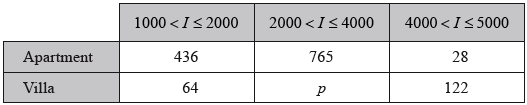 1000 < I ≤ 2000 2000 < I ≤ 4000 4000 < I ≤ 5000
Apartment 436 765 28
Villa 64 p 122